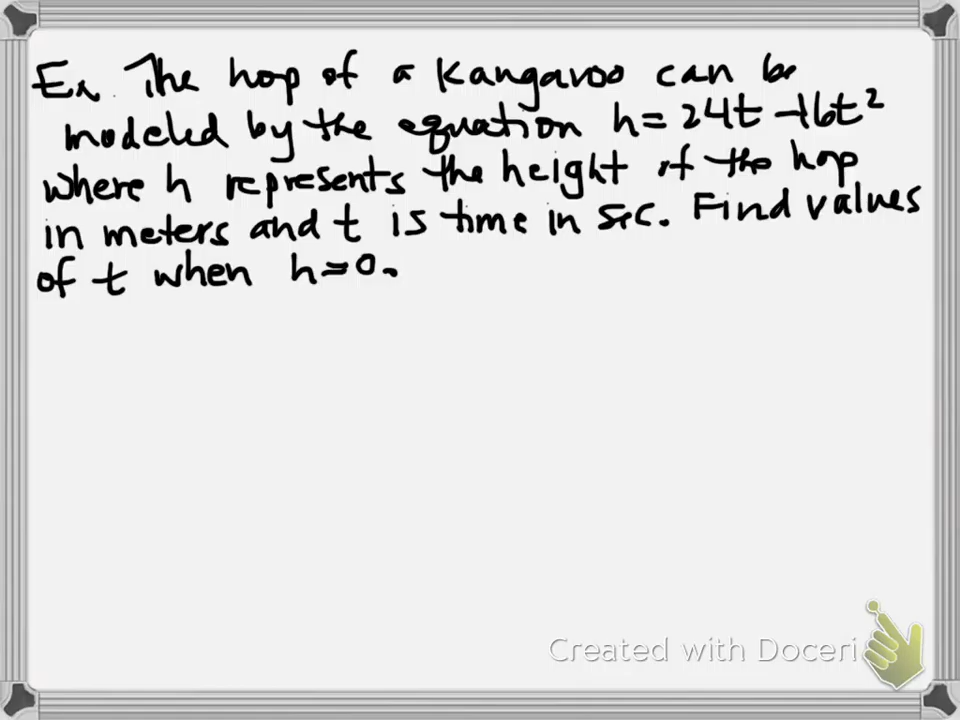 Ex. The hop of a Kangaroo can be
modeled by the equation h=24t-16t²
where h represents the height of the hop
in meters and t is time in sec. Find values
of t when h=0.
Created with Doceri